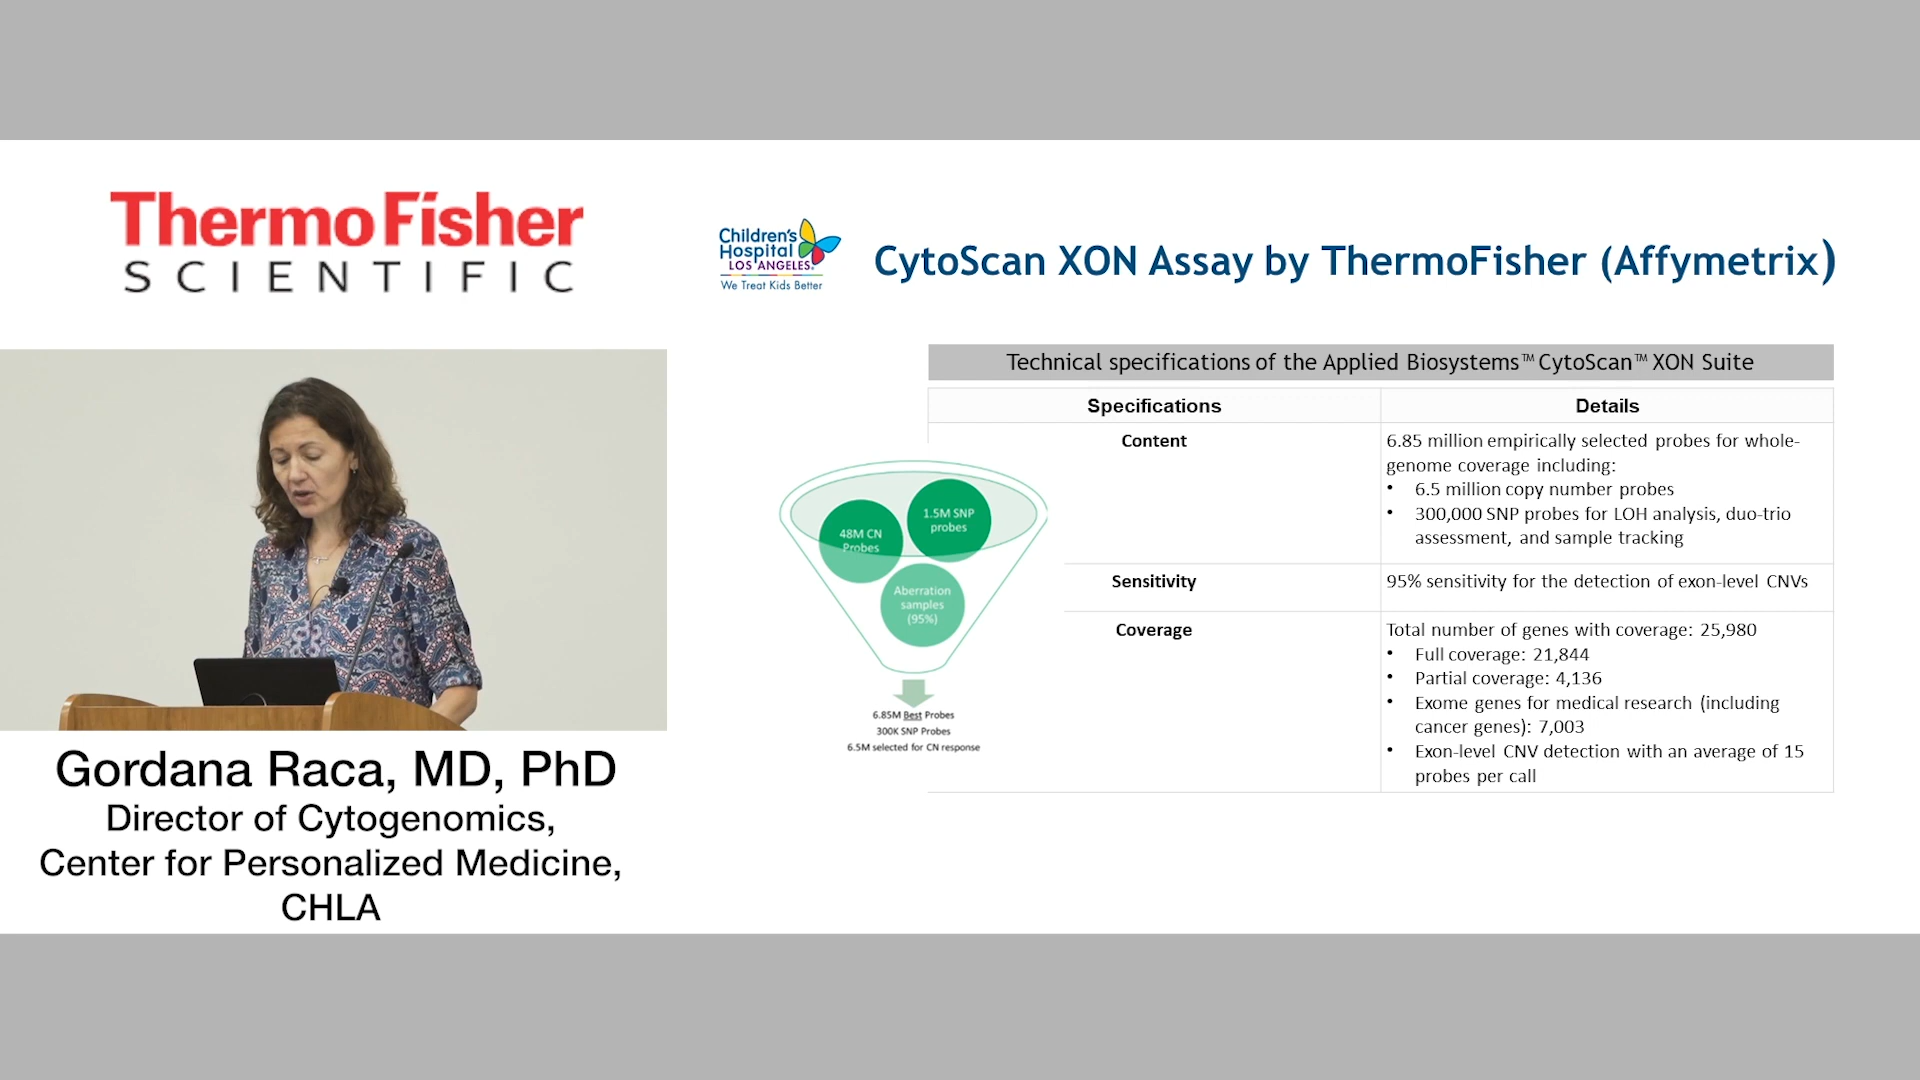 ThermoFisher
SCIENTIFIC
Gordana Raca, MD, PhD
Director of Cytogenomics,
Center for Personalized Medicine,
CHLA
Children's
Hospital
LOS ANGELES
We Treat Kids Better
CytoScan XON Assay by ThermoFisher (Affymetrix)
Technical specifications of the Applied Biosystems™ CytoScan™ XON Suite
Specifications
Details
Content
6.85 million empirically selected probes for whole-
genome coverage including:
• 6.5 million copy number probes
• 300,000 SNP probes for LOH analysis, duo-trio
assessment, and sample tracking
Sensitivity
95% sensitivity for the detection of exon-level CNVs
Coverage
Total number of genes with coverage: 25,980
• Full coverage: 21,844
• Partial coverage: 4,136
• Exome genes for medical research (including
cancer genes): 7,003
• Exon-level CNV detection with an average of 15
probes per call
48M CN
Probes
1.5M SNP
probes
Aberration
samples
(95%)
6.85M Best Probes
300K SNP Probes
6.5M selected for CN response